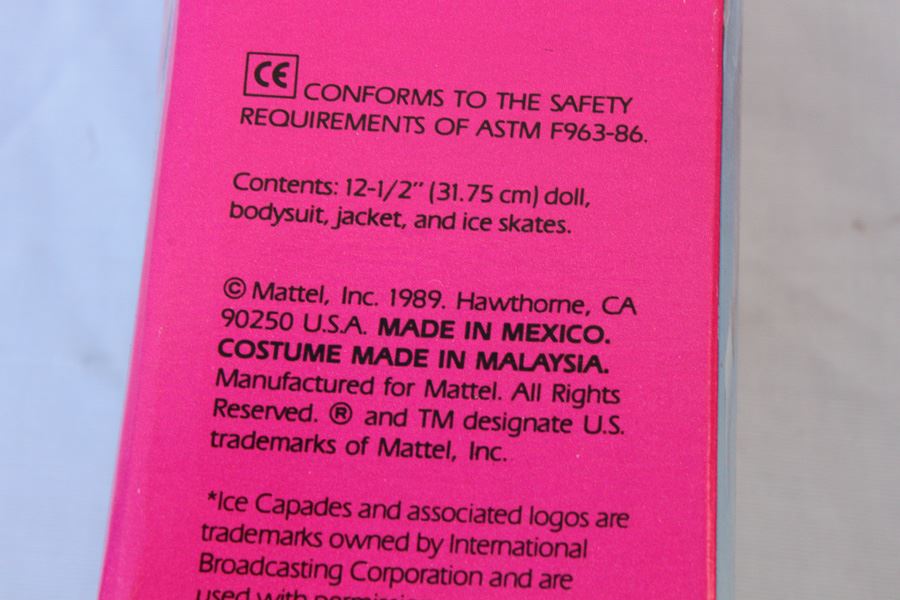 CE CONFORMS TO THE SAFETY
REQUIREMENTS OF ASTM F963-86.
Contents: 12-1/2" (31.75 cm) doll,
bodysuit, jacket, and ice skates.
© Mattel, Inc. 1989. Hawthorne, CA
90250 U.S.A. MADE IN MEXICO.
COSTUME MADE IN MALAYSIA.
Manufactured for Mattel. All Rights
Reserved. ® and TM designate U.S.
trademarks of Mattel, Inc.
*Ice Capades and associated logos are
trademarks owned by International
Broadcasting Corporation and are
used with